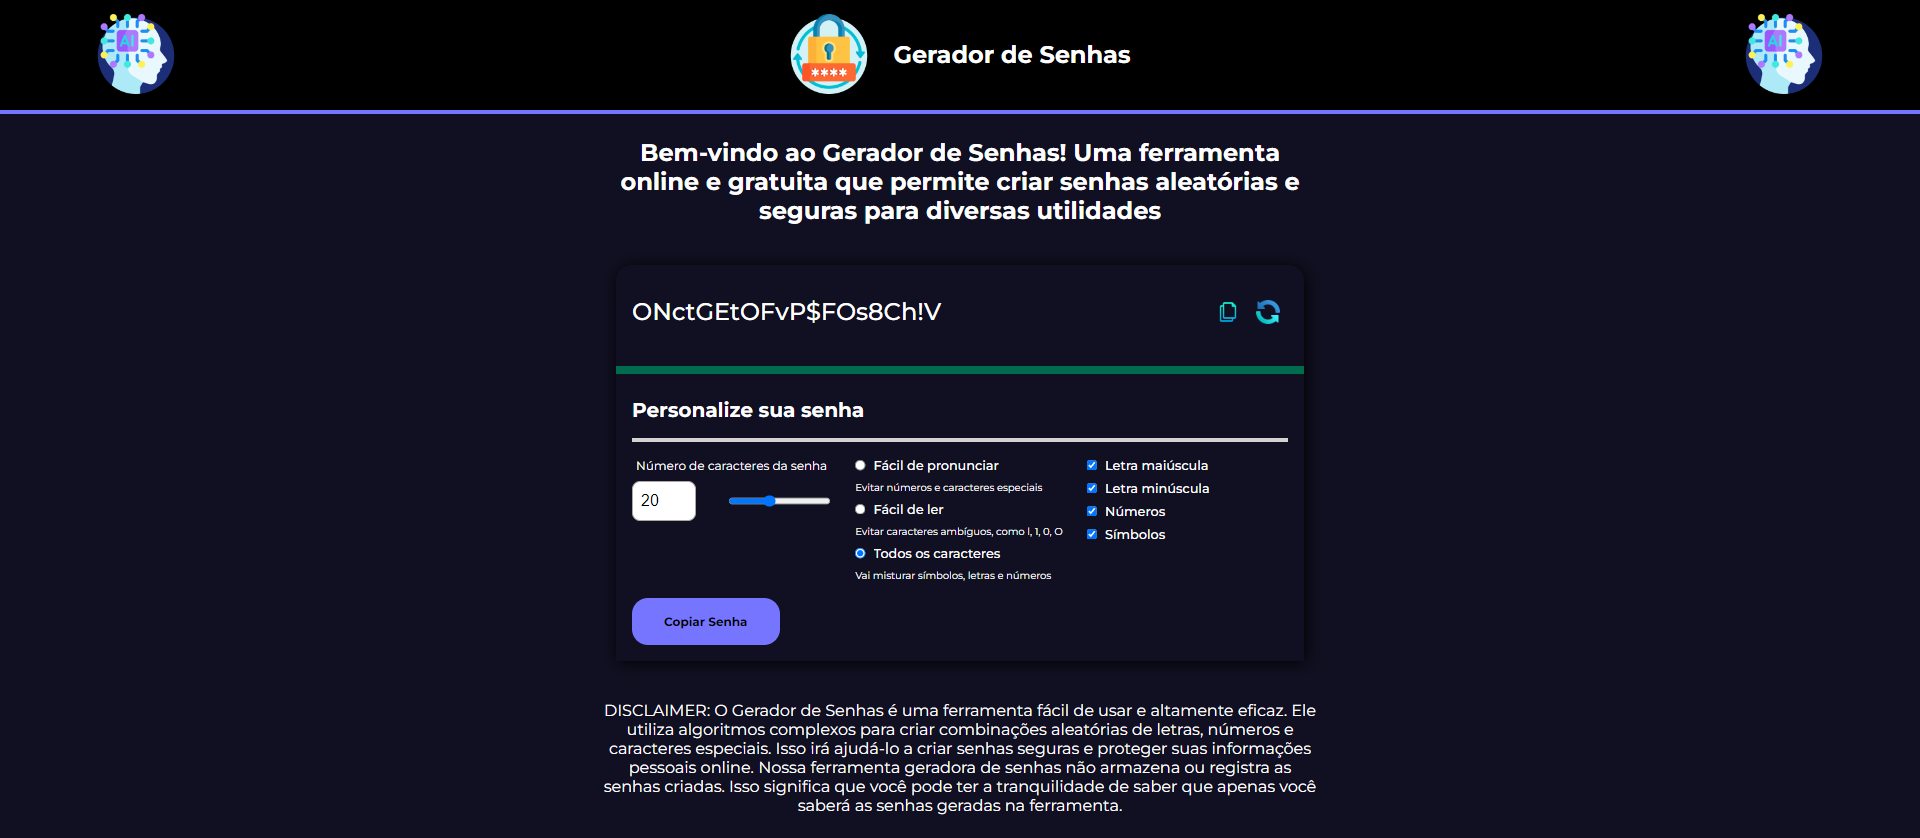 AI
****
Gerador de Senhas
AI
Bem-vindo ao Gerador de Senhas! Uma ferramenta
online e gratuita que permite criar senhas aleatórias e
seguras para diversas utilidades
ONctGEtOFvP$FOs8Ch!V
Personalize sua senha
Número de caracteres da senha
20
Fácil de pronunciar
Evitar números e caracteres especiais
Fácil de ler
Evitar caracteres ambíguos, como l, 1, 0, O
Todos os caracteres
Vai misturar símbolos, letras e números
Letra maiúscula
Letra minúscula
Números
Símbolos
Copiar Senha
DISCLAIMER: O Gerador de Senhas é uma ferramenta fácil de usar e altamente eficaz. Ele
utiliza algoritmos complexos para criar combinações aleatórias de letras, números e
caracteres especiais. Isso irá ajudá-lo a criar senhas seguras e proteger suas informações
pessoais online. Nossa ferramenta geradora de senhas não armazena ou registra as
senhas criadas. Isso significa que você pode ter a tranquilidade de saber que apenas você
saberá as senhas geradas na ferramenta.